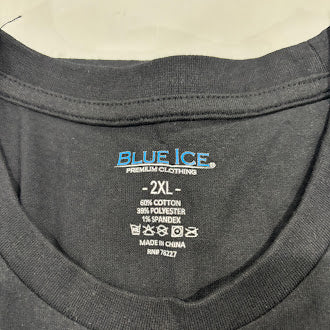 BLUE ICE®
PREMIUM CLOTHING
- 2XL -
60% COTTON
39% POLYESTER
1% SPANDEX
MADE IN CHINA
RN# 76227